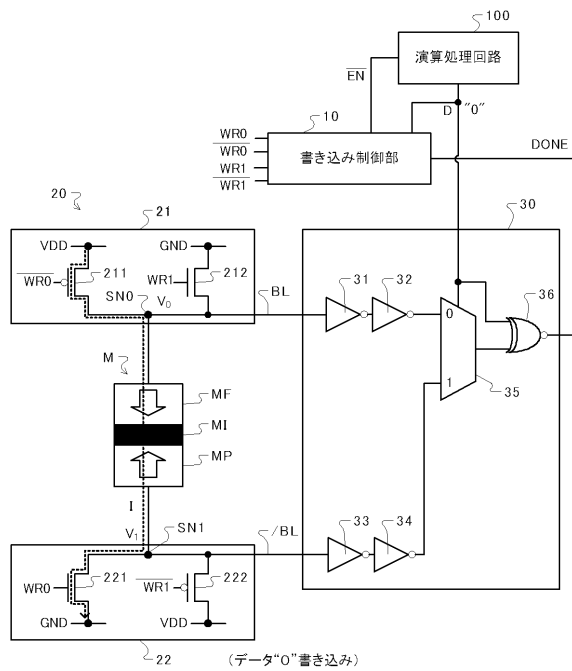 100
演算処理回路
EN
D "0"
10
書き込み制御部
WR0
WR0
WR1
WR1
DONE
20
21
30
VDD
GND
WR0
211
WR1
212
SN0
V0
BL
31
32
36
0
1
35
M
MF
MI
MP
I
V1
SN1
/BL
33
34
WR0
221
WR1
222
GND
VDD
22
(データ“0”書き込み)